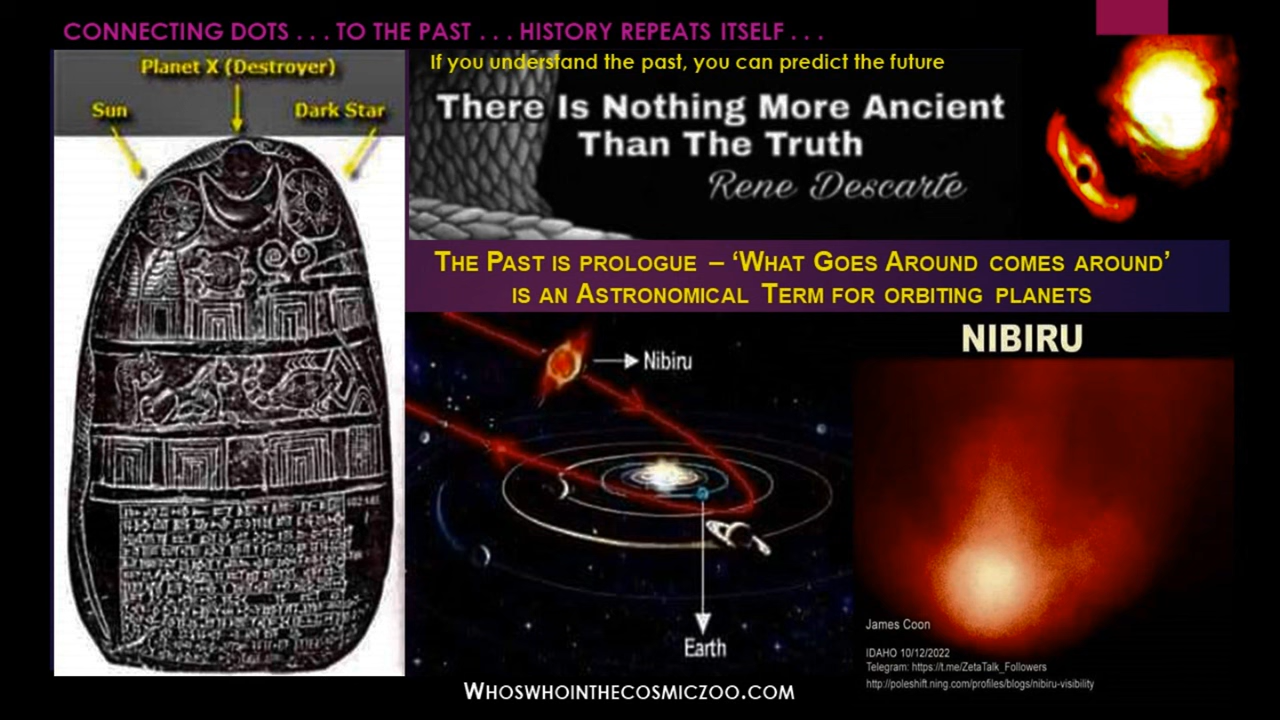 CONNECTING DOTS . . . TO THE PAST . . . HISTORY REPEATS ITSELF . . .
Planet X (Destroyer)
Sun
Dark Star
If you understand the past, you can predict the future
There Is Nothing More Ancient
Than The Truth
Rene Descarte
THE PAST IS PROLOGUE – ‘WHAT GOES AROUND COMES AROUND’
IS AN ASTRONOMICAL TERM FOR ORBITING PLANETS
Nibiru
Earth
NIBIRU
James Coon
IDAHO 10/12/2022
Telegram: https://t.me/ZetaTalk_Followers
http://poleshift.ning.com/profiles/blogs/nibiru-visibility
WHOSWHOINTHECOSMICZOO.COM